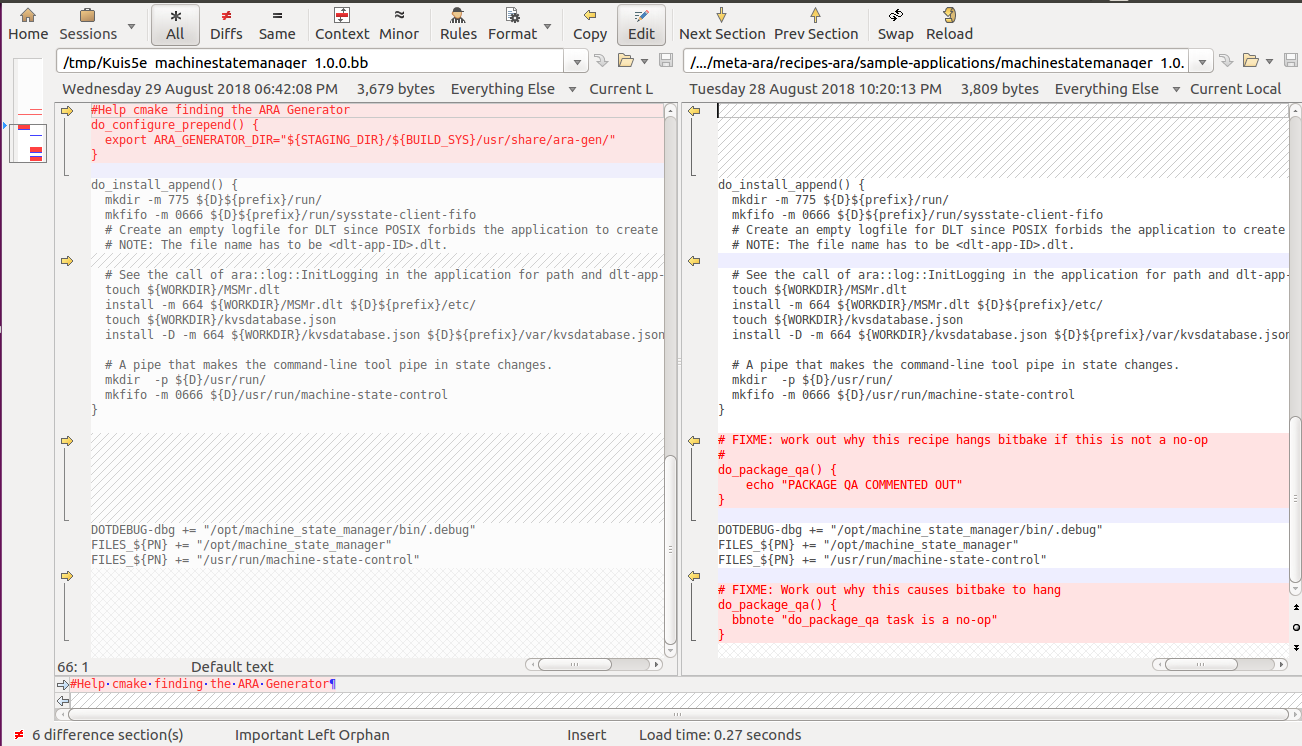 Home Sessions All Diffs Same Context Minor Rules Format Copy Edit Next Section Prev Section Swap Reload
/tmp/Kuis5e_machinestatemanager_1.0.0.bb
/.../meta-ara/recipes-ara/sample-applications/machinestatemanager_1.0.
Wednesday 29 August 2018 06:42:08 PM 3,679 bytes Everything Else Current L
Tuesday 28 August 2018 10:20:13 PM 3,809 bytes Everything Else Current Local
#Help cmake finding the ARA Generator
do_configure_prepend() {
  export ARA_GENERATOR_DIR="${STAGING_DIR}/${BUILD_SYS}/usr/share/ara-gen/"
}
do_install_append() {
  mkdir -m 775 ${D}${prefix}/run/
  mkfifo -m 0666 ${D}${prefix}/run/sysstate-client-fifo
  # Create an empty logfile for DLT since POSIX forbids the application to create
  # NOTE: The file name has to be <dlt-app-ID>.dlt.
  # See the call of ara::log::InitLogging in the application for path and dlt-app-
  touch ${WORKDIR}/MSMr.dlt
  install -m 664 ${WORKDIR}/MSMr.dlt ${D}${prefix}/etc/
  touch ${WORKDIR}/kvsdatabase.json
  install -D -m 664 ${WORKDIR}/kvsdatabase.json ${D}${prefix}/var/kvsdatabase.json
  # A pipe that makes the command-line tool pipe in state changes.
  mkdir  -p ${D}/usr/run/
  mkfifo -m 0666 ${D}/usr/run/machine-state-control
}
DOTDEBUG-dbg += "/opt/machine_state_manager/bin/.debug"
FILES_${PN} += "/opt/machine_state_manager"
FILES_${PN} += "/usr/run/machine-state-control"
do_install_append() {
  mkdir -m 775 ${D}${prefix}/run/
  mkfifo -m 0666 ${D}${prefix}/run/sysstate-client-fifo
  # Create an empty logfile for DLT since POSIX forbids the application to create
  # NOTE: The file name has to be <dlt-app-ID>.dlt.
  # See the call of ara::log::InitLogging in the application for path and dlt-app-
  touch ${WORKDIR}/MSMr.dlt
  install -m 664 ${WORKDIR}/MSMr.dlt ${D}${prefix}/etc/
  touch ${WORKDIR}/kvsdatabase.json
  install -D -m 664 ${WORKDIR}/kvsdatabase.json ${D}${prefix}/var/kvsdatabase.json
  # A pipe that makes the command-line tool pipe in state changes.
  mkdir  -p ${D}/usr/run/
  mkfifo -m 0666 ${D}/usr/run/machine-state-control
}
# FIXME: work out why this recipe hangs bitbake if this is not a no-op
#
do_package_qa() {
    echo "PACKAGE QA COMMENTED OUT"
}
DOTDEBUG-dbg += "/opt/machine_state_manager/bin/.debug"
FILES_${PN} += "/opt/machine_state_manager"
FILES_${PN} += "/usr/run/machine-state-control"
# FIXME: Work out why this causes bitbake to hang
do_package_qa() {
  bbnote "do_package_qa task is a no-op"
}
66: 1 Default text
#Help·cmake·finding·the·ARA·Generator¶
6 difference section(s) Important Left Orphan Insert Load time: 0.27 seconds